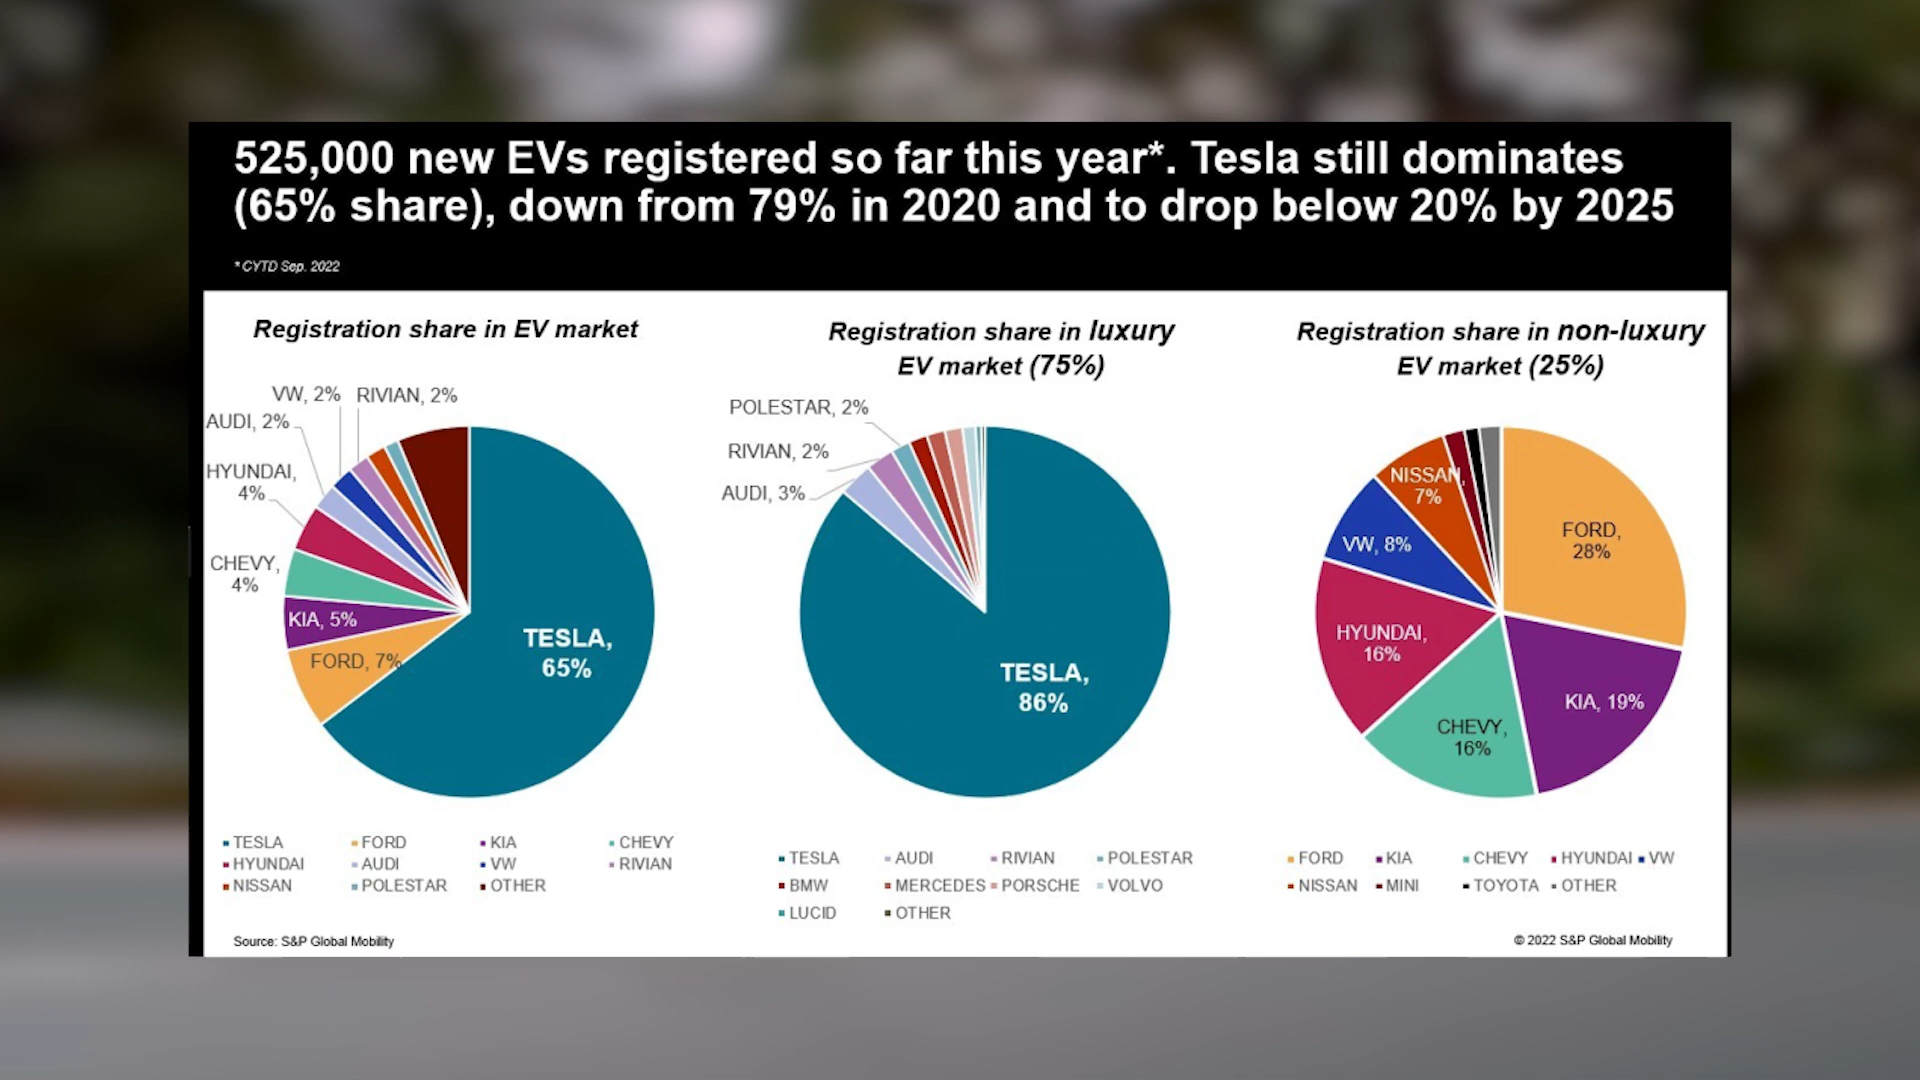 525,000 new EVs registered so far this year*. Tesla still dominates
(65% share), down from 79% in 2020 and to drop below 20% by 2025
* CYTD Sep. 2022
Registration share in EV market
VW, 2%
RIVIAN, 2%
AUDI, 2%
HYUNDAI,
4%
CHEVY,
4%
KIA, 5%
FORD, 7%
TESLA,
65%
TESLA
FORD
KIA
CHEVY
HYUNDAI
AUDI
VW
RIVIAN
NISSAN
POLESTAR
OTHER
Source: S&P Global Mobility
Registration share in luxury
EV market (75%)
POLESTAR, 2%
RIVIAN, 2%
AUDI, 3%
TESLA,
86%
TESLA
AUDI
RIVIAN
POLESTAR
BMW
MERCEDES
PORSCHE
VOLVO
LUCID
OTHER
Registration share in non-luxury
EV market (25%)
NISSAN,
7%
FORD,
28%
VW, 8%
HYUNDAI,
16%
KIA, 19%
CHEVY,
16%
FORD
KIA
CHEVY
HYUNDAI
VW
NISSAN
MINI
TOYOTA
OTHER
© 2022 S&P Global Mobility